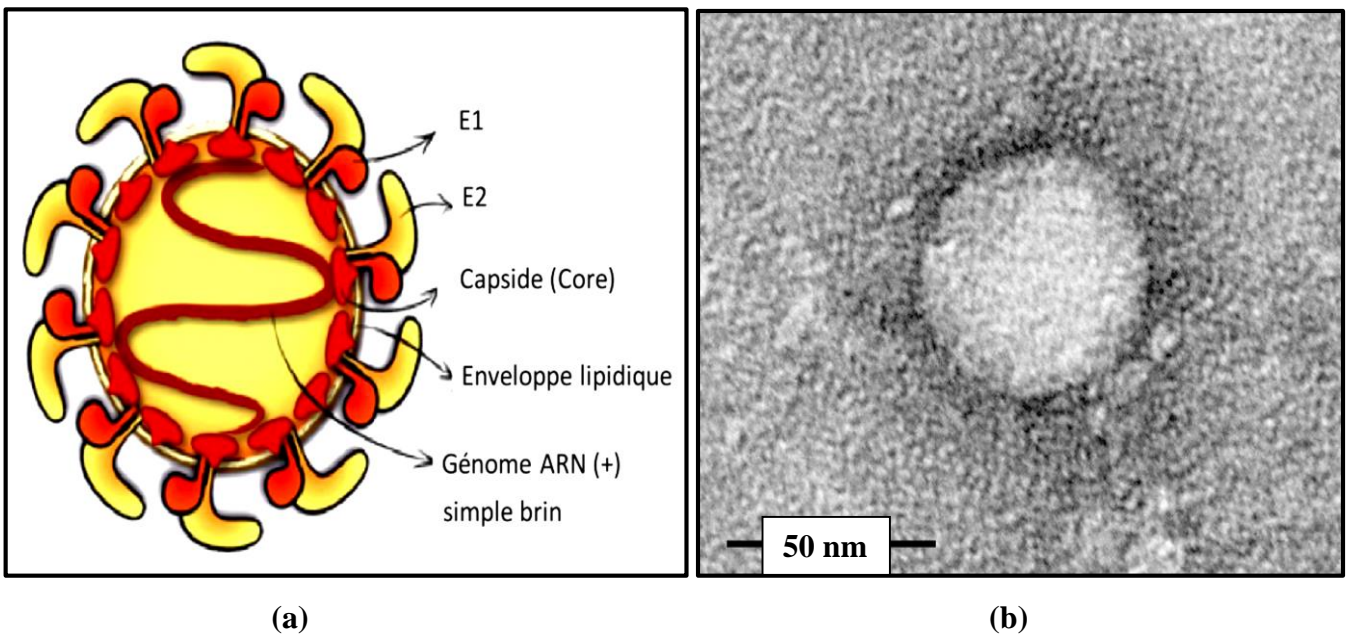 E1
E2
Capside (Core)
Enveloppe lipidique
Génome ARN (+)
simple brin
50 nm
(a)
(b)